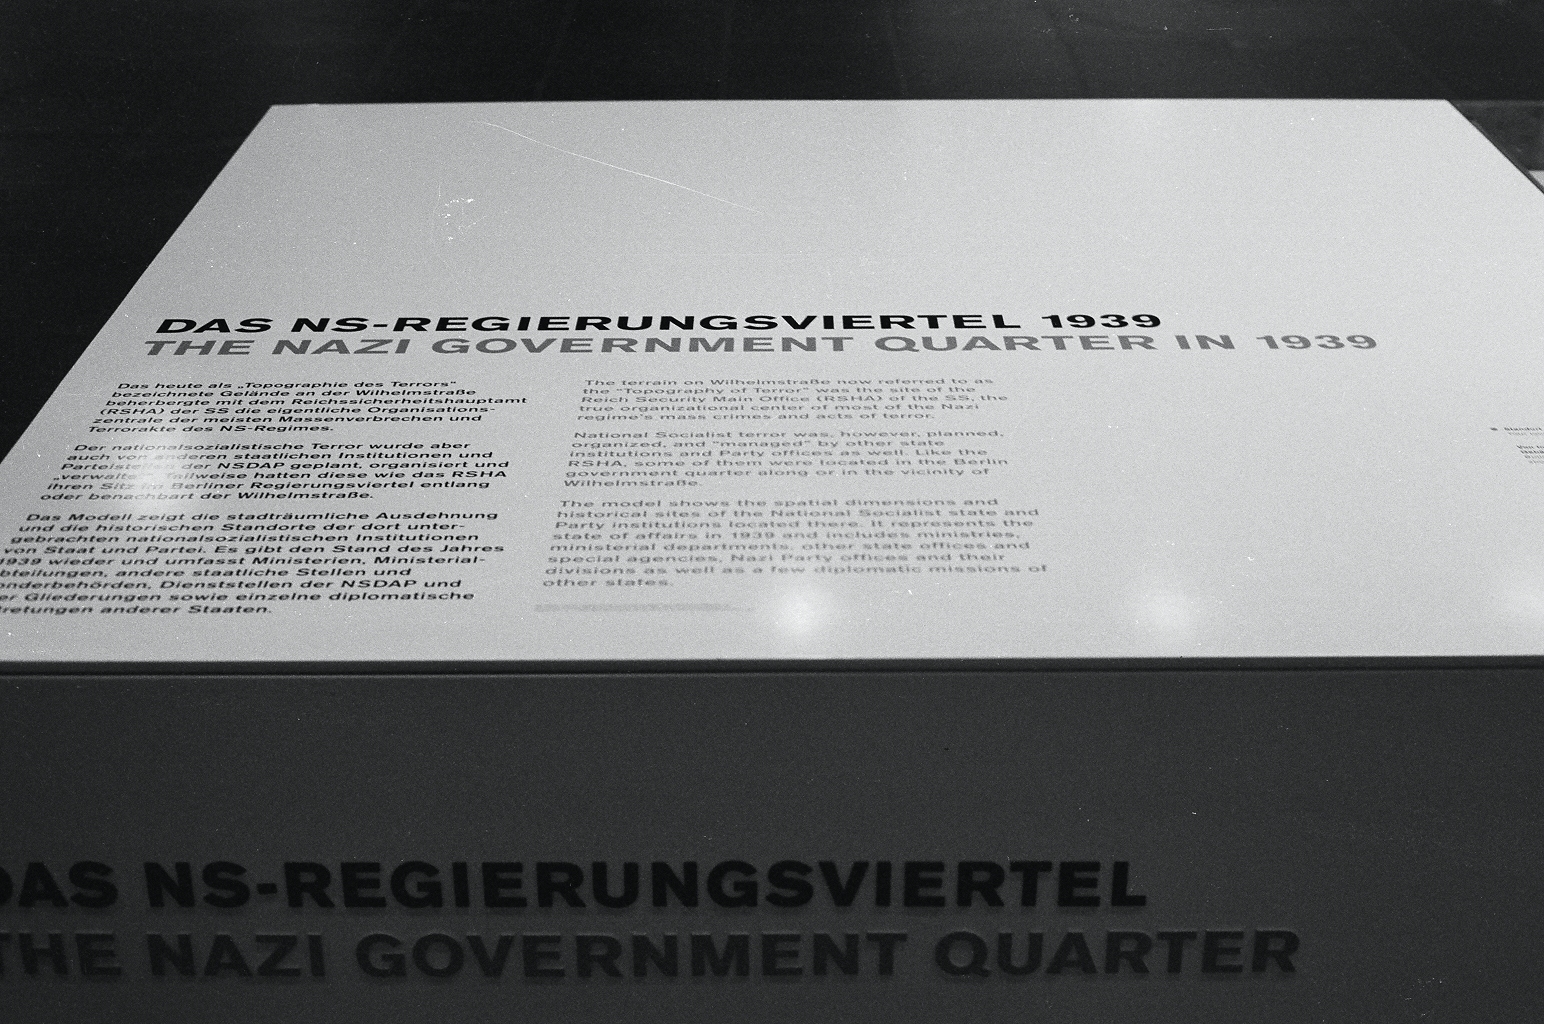 DAS NS-REGIERUNGSVIERTEL 1939
THE NAZI GOVERNMENT QUARTER IN 1939
Das heute als „Topographie des Terrors“
bezeichnete Gelände an der Wilhelmstraße
beherbergte mit dem Reichssicherheitshauptamt
(RSHA) der SS die eigentliche Organisations-
zentrale der meisten Massenverbrechen und
Terrorakte des NS-Regimes.
Der nationalsozialistische Terror wurde aber
auch von anderen staatlichen Institutionen und
Parteistellen der NSDAP geplant, organisiert und
„verwaltet“. Teilweise hatten diese wie das RSHA
ihren Sitz im Berliner Regierungsviertel entlang
oder benachbart der Wilhelmstraße.
Das Modell zeigt die stadträumliche Ausdehnung
und die historischen Standorte der dort unter-
gebrachten nationalsozialistischen Institutionen
von Staat und Partei. Es gibt den Stand des Jahres
1939 wieder und umfasst Ministerien, Ministerial-
bteilungen, andere staatliche Stellen und
onderbehörden, Dienststellen der NSDAP und
er Gliederungen sowie einzelne diplomatische
retungen anderer Staaten.
The terrain on Wilhelmstraße now referred to as
the “Topography of Terror” was the site of the
Reich Security Main Office (RSHA) of the SS, the
true organizational center of most of the Nazi
regime’s mass crimes and acts of terror.
National Socialist terror was, however, planned,
organized, and “managed” by other state
institutions and Party offices as well. Like the
RSHA, some of them were located in the Berlin
government quarter along or in the vicinity of
Wilhelmstraße.
The model shows the spatial dimensions and
historical sites of the National Socialist state and
Party institutions located there. It represents the
state of affairs in 1939 and includes ministries,
ministerial departments, other state offices and
special agencies, Nazi Party offices and their
divisions as well as a few diplomatic missions of
other states.
DAS NS-REGIERUNGSVIERTEL
THE NAZI GOVERNMENT QUARTER